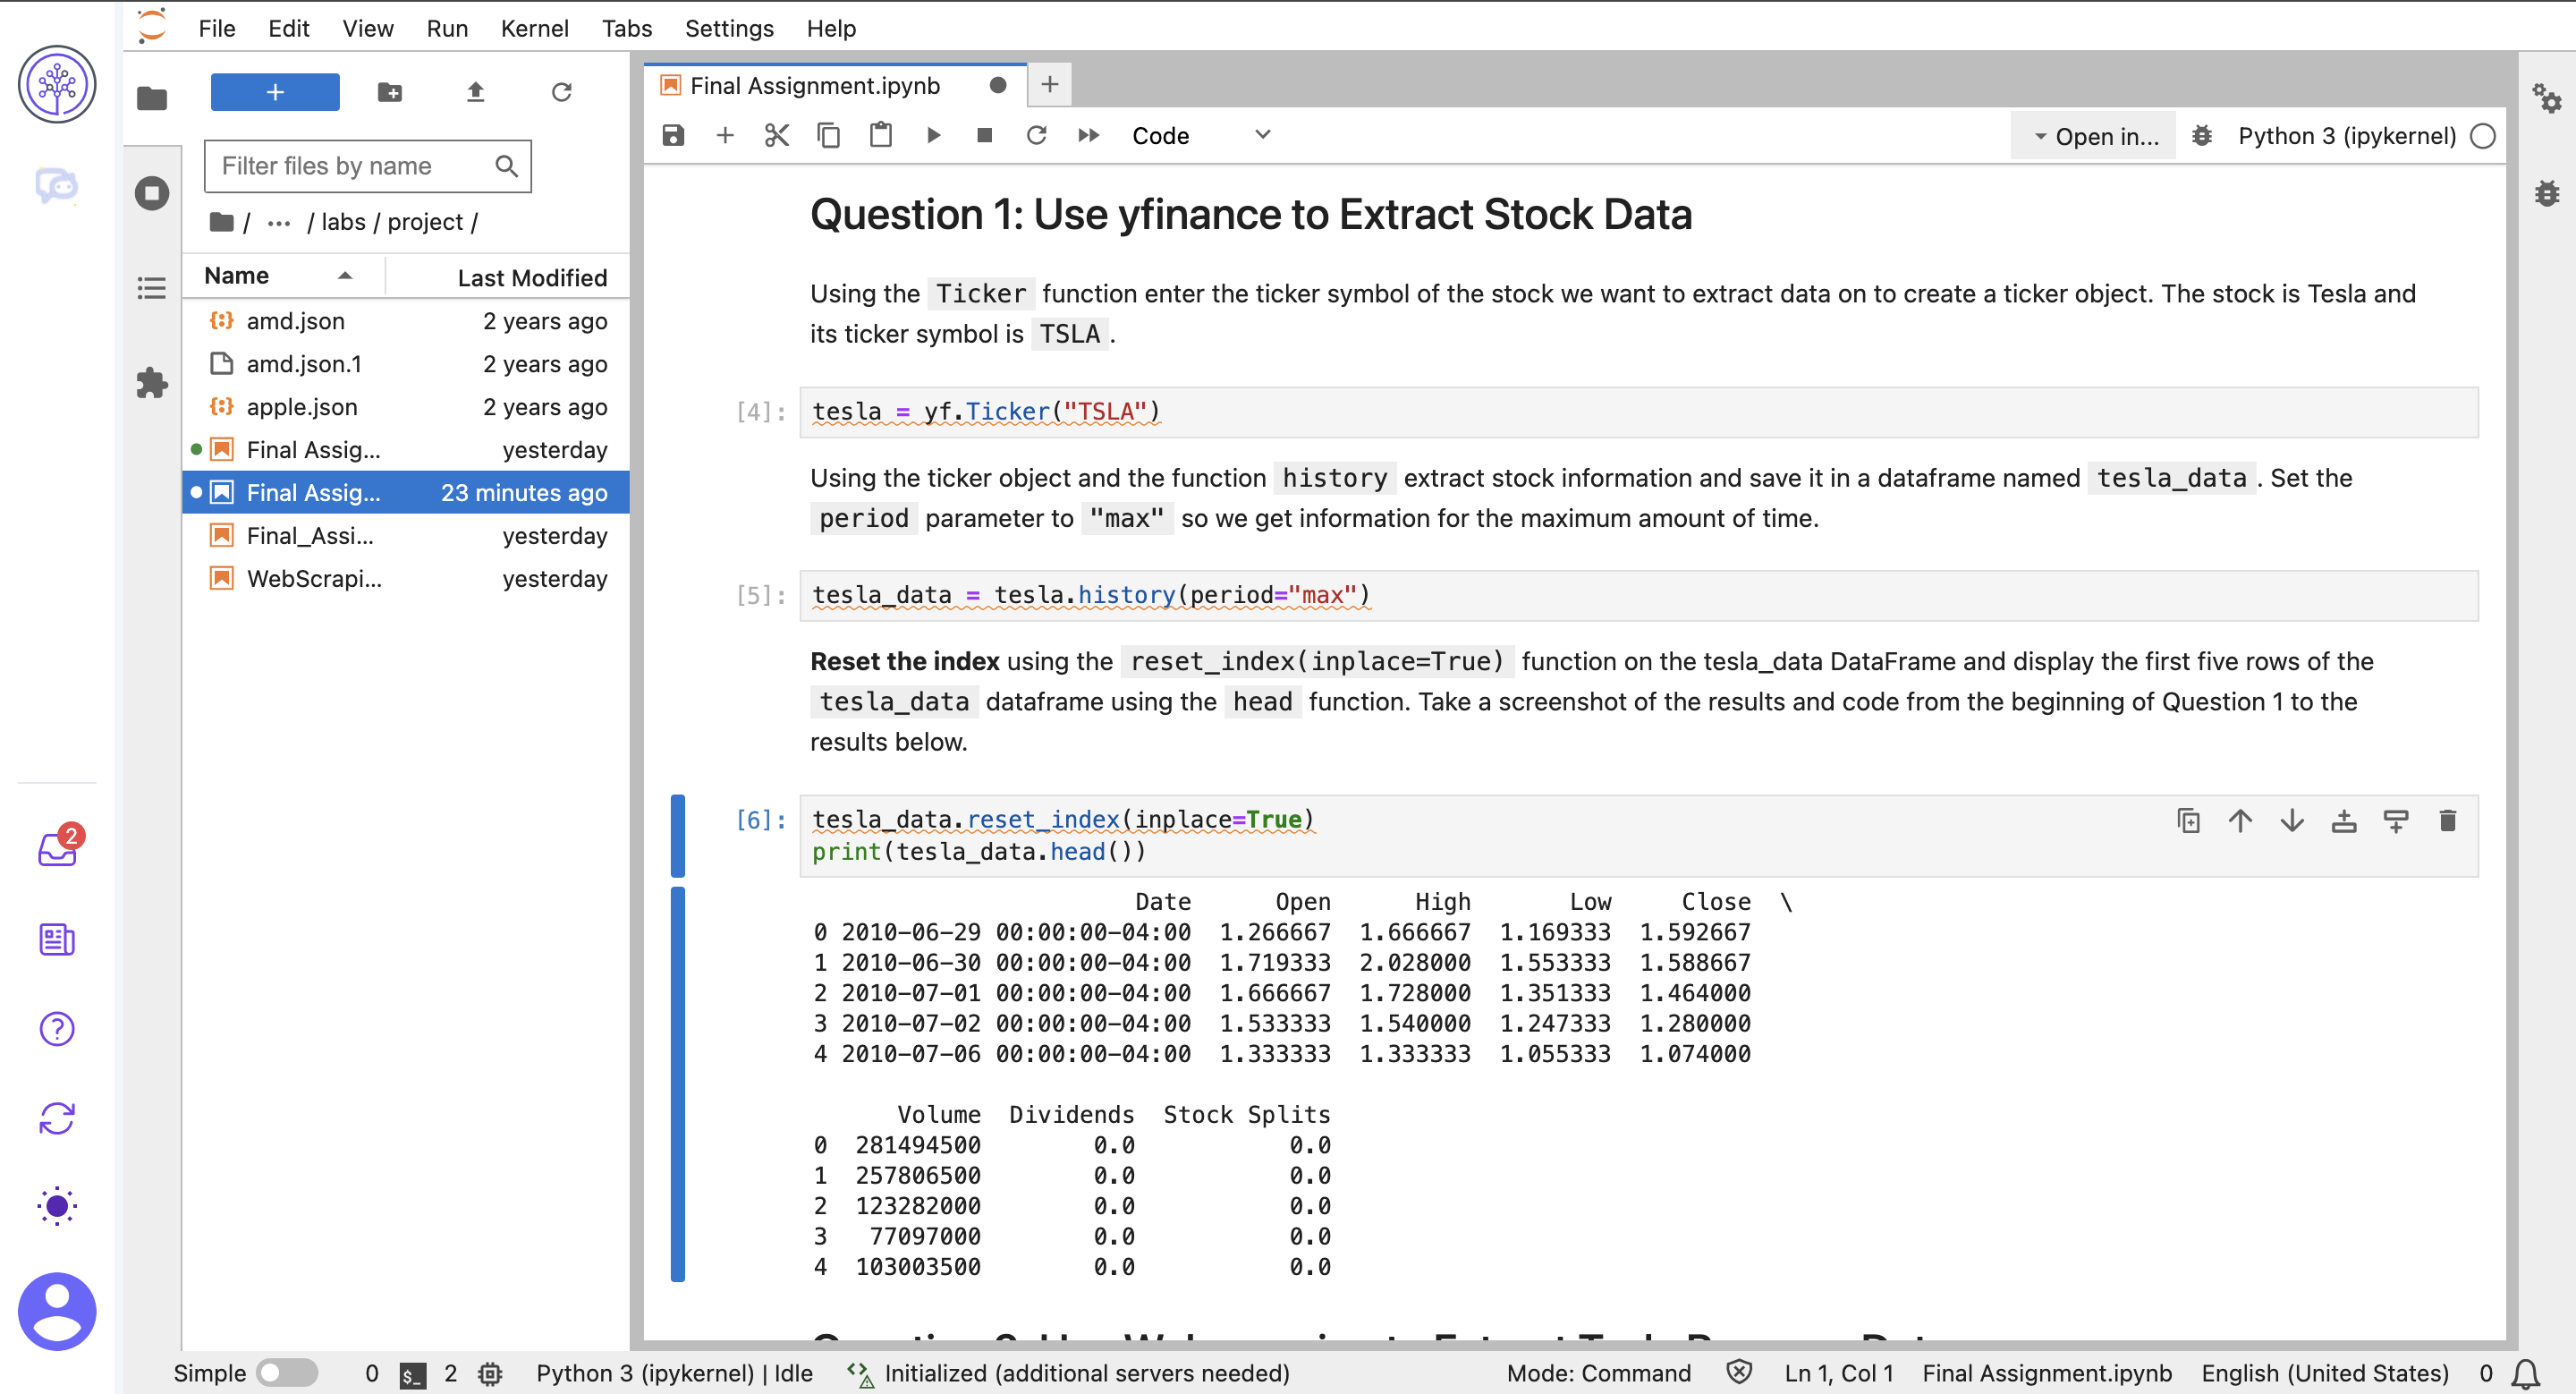 File Edit View Run Kernel Tabs Settings Help
Filter files by name
/ ... / labs / project /
Name Last Modified
amd.json 2 years ago
amd.json.1 2 years ago
apple.json 2 years ago
Final Assig... yesterday
Final Assig... 23 minutes ago
Final_Assi... yesterday
WebScrapi... yesterday
2
Final Assignment.ipynb
Code
Open in...
Python 3 (ipykernel)
Question 1: Use yfinance to Extract Stock Data
Using the Ticker function enter the ticker symbol of the stock we want to extract data on to create a ticker object. The stock is Tesla and
its ticker symbol is TSLA .
[4]: tesla = yf.Ticker("TSLA")
Using the ticker object and the function history extract stock information and save it in a dataframe named tesla_data . Set the
period parameter to "max" so we get information for the maximum amount of time.
[5]: tesla_data = tesla.history(period="max")
Reset the index using the reset_index(inplace=True) function on the tesla_data DataFrame and display the first five rows of the
tesla_data dataframe using the head function. Take a screenshot of the results and code from the beginning of Question 1 to the
results below.
[6]: tesla_data.reset_index(inplace=True)
print(tesla_data.head())
Date Open High Low Close \
0 2010-06-29 00:00:00-04:00 1.266667 1.666667 1.169333 1.592667
1 2010-06-30 00:00:00-04:00 1.719333 2.028000 1.553333 1.588667
2 2010-07-01 00:00:00-04:00 1.666667 1.728000 1.351333 1.464000
3 2010-07-02 00:00:00-04:00 1.533333 1.540000 1.247333 1.280000
4 2010-07-06 00:00:00-04:00 1.333333 1.333333 1.055333 1.074000
Volume Dividends Stock Splits
0 281494500 0.0 0.0
1 257806500 0.0 0.0
2 123282000 0.0 0.0
3 77097000 0.0 0.0
4 103003500 0.0 0.0
Simple 0 $_ 2 Python 3 (ipykernel) | Idle Initialized (additional servers needed) Mode: Command Ln 1, Col 1 Final Assignment.ipynb English (United States) 0